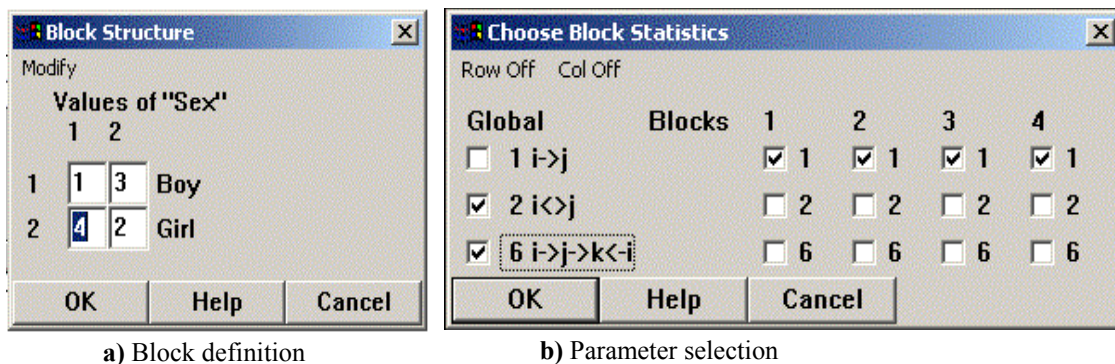 Block Structure
Modify
Values of "Sex"
1 2
1 1 3 Boy
2 4 2 Girl
OK Help Cancel
a) Block definition
Choose Block Statistics
Row Off Col Off
Global Blocks 1 2 3 4
1 i->j 1 1 1 1
2 i<>j 2 2 2 2
6 i->j->k<-i 6 6 6 6
OK Help Cancel
b) Parameter selection